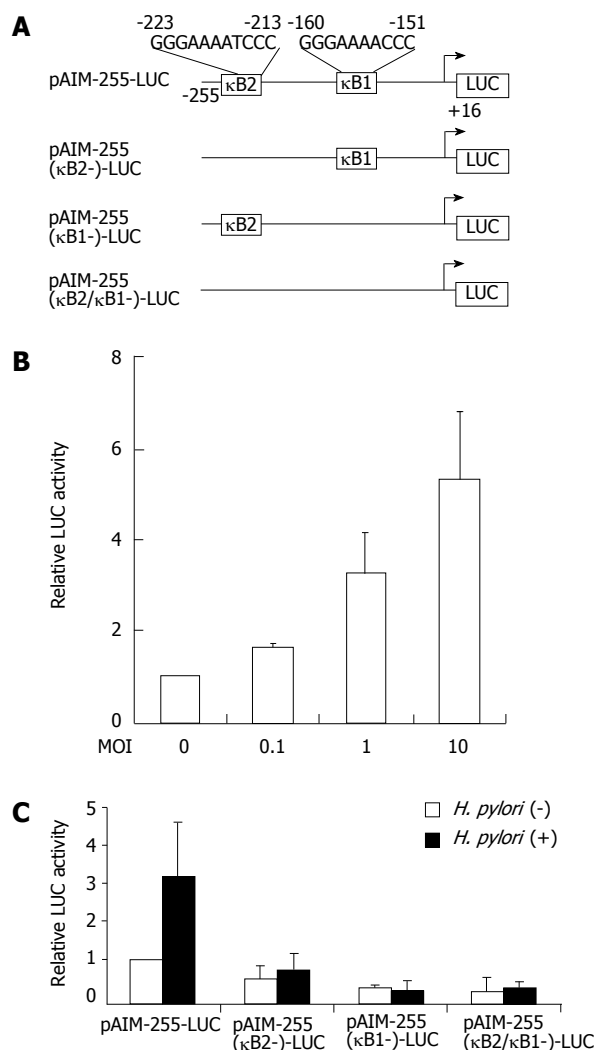 A
-223 -213 -160 -151
GGGAAAATCCC GGGAAAACCC
pAIM-255-LUC -255 κB2 κB1 LUC
+16
pAIM-255
(κB2-)-LUC κB1 LUC
pAIM-255
(κB1-)-LUC κB2 LUC
pAIM-255
(κB2/κB1-)-LUC LUC
B
Relative LUC activity
8
6
4
2
0
MOI 0 0.1 1 10
C
Relative LUC activity
5
4
3
2
1
0
H. pylori (-)
H. pylori (+)
pAIM-255-LUC
pAIM-255
(κB2-)-LUC
pAIM-255
(κB1-)-LUC
pAIM-255
(κB2/κB1-)-LUC